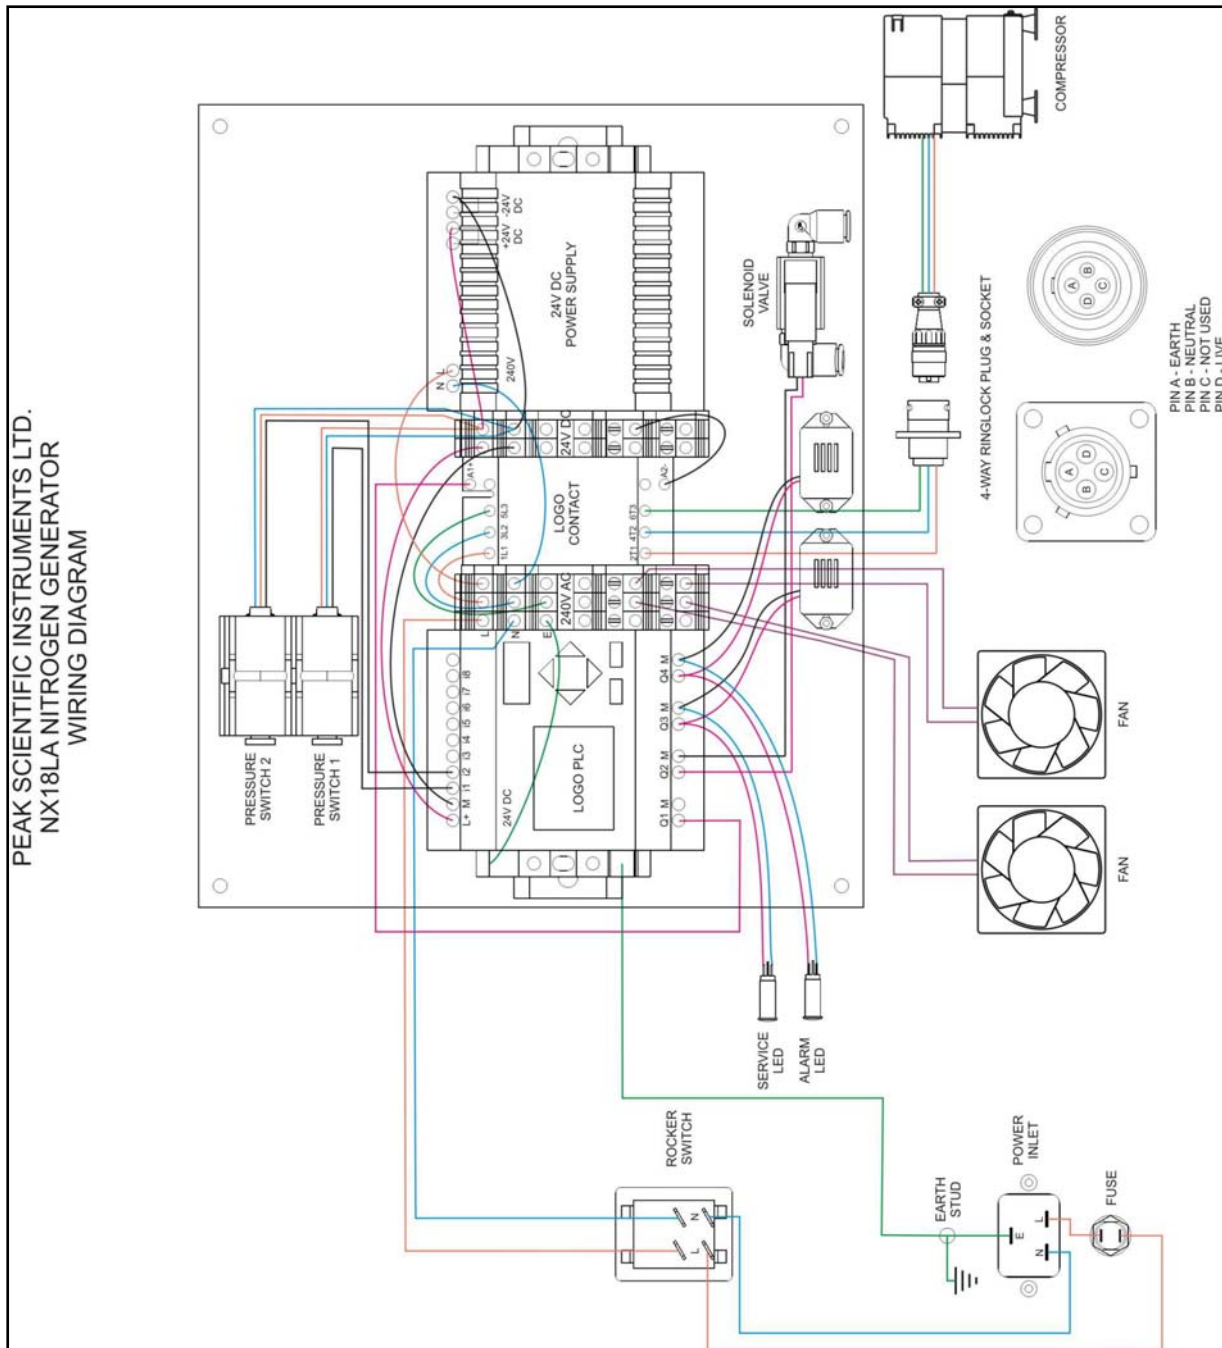 PEAK SCIENTIFIC INSTRUMENTS LTD.
NX18LA NITROGEN GENERATOR
WIRING DIAGRAM
COMPRESSOR
-24V
DC
+24V
DC
24V DC
POWER SUPPLY
N
L
240V
SOLENOID
VALVE
24V DC
A1+
A2-
5L3
3L2
1L1
LOGO
CONTACT
6T3
4T2
2T1
4-WAY RINGLOCK PLUG & SOCKET
A
B
C
D
A
B
C
D
PIN A - EARTH
PIN B - NEUTRAL
PIN C - NOT USED
PIN D - LIVE
240V AC
L
N
E
PRESSURE
SWITCH 2
PRESSURE
SWITCH 1
L+
M
i1
i2
i3
i4
i5
i6
i7
i8
24V DC
LOGO PLC
Q1
M
Q2
M
Q3
M
Q4
M
FAN
FAN
SERVICE
LED
ALARM
LED
ROCKER
SWITCH
L
N
EARTH
STUD
POWER
INLET
E
N
L
FUSE